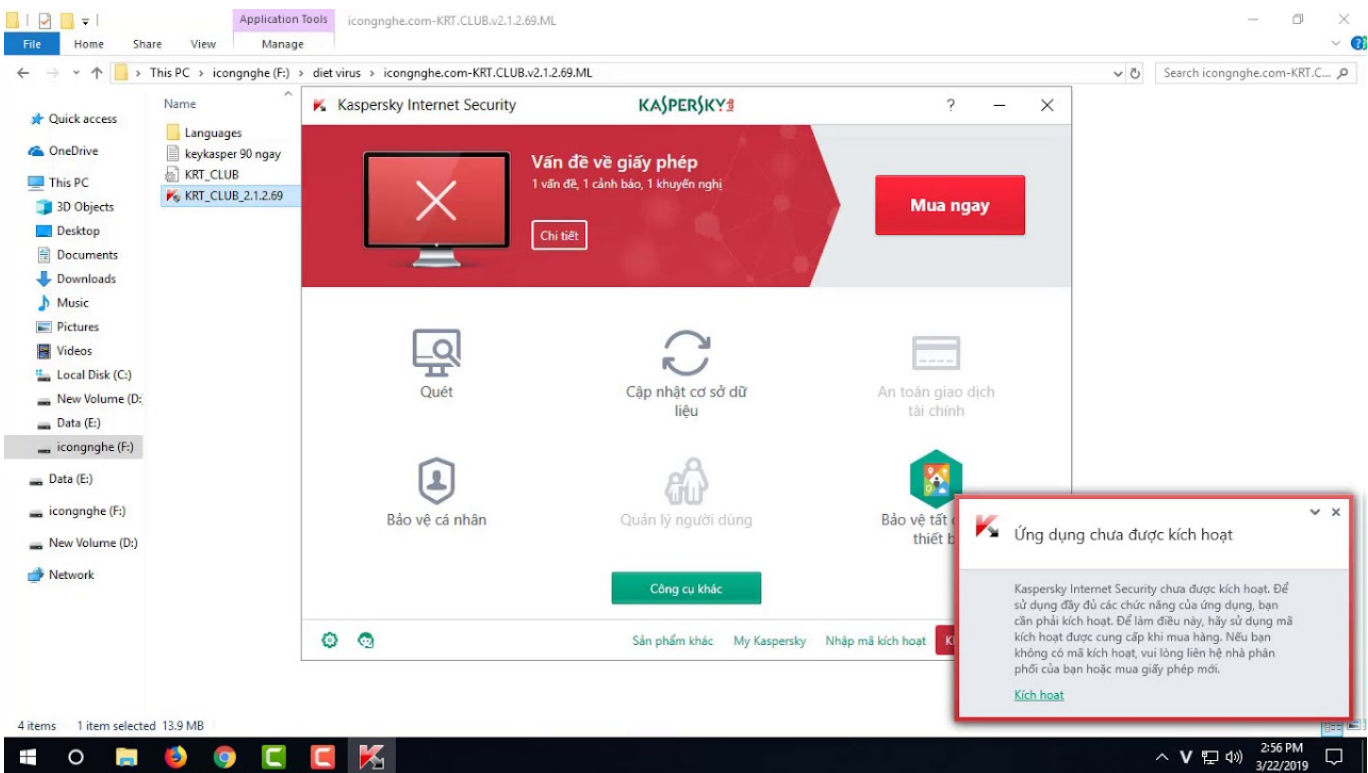 Application Tools
icongnghe.com-KRT.CLUB.v2.1.2.69.ML
File Home Share View Manage
This PC › icongnghe (F:) › diet virus › icongnghe.com-KRT.CLUB.v2.1.2.69.ML
Search icongnghe.com-KRT.C...
Quick access
OneDrive
This PC
3D Objects
Desktop
Documents
Downloads
Music
Pictures
Videos
Local Disk (C:)
New Volume (D:
Data (E:)
icongnghe (F:)
Data (E:)
icongnghe (F:)
New Volume (D:)
Network
Name
Languages
keykasper 90 ngay
KRT_CLUB
KRT_CLUB_2.1.2.69
Kaspersky Internet Security
KASPERSKY
?
Vấn đề về giấy phép
1 vấn đề, 1 cảnh báo, 1 khuyến nghị
Chi tiết
Mua ngay
Quét
Cập nhật cơ sở dữ
liệu
An toàn giao dịch
tài chính
Bảo vệ cá nhân
Quản lý người dùng
Bảo vệ tất
thiết b
Công cụ khác
Sản phẩm khác My Kaspersky Nhập mã kích hoạt K
Ứng dụng chưa được kích hoạt
Kaspersky Internet Security chưa được kích hoạt. Để
sử dụng đầy đủ các chức năng của ứng dụng, bạn
cần phải kích hoạt. Để làm điều này, hãy sử dụng mã
kích hoạt được cung cấp khi mua hàng. Nếu bạn
không có mã kích hoạt, vui lòng liên hệ nhà phân
phối của bạn hoặc mua giấy phép mới.
Kích hoạt
4 items 1 item selected 13.9 MB
2:56 PM
3/22/2019